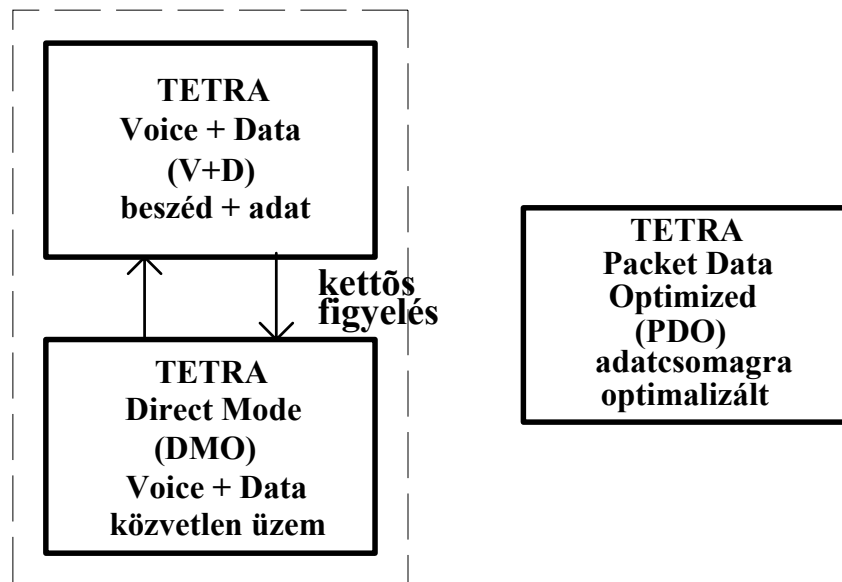 TETRA
Voice + Data
(V+D)
beszéd + adat
kettõs
figyelés
TETRA
Direct Mode
(DMO)
Voice + Data
közvetlen üzem
TETRA
Packet Data
Optimized
(PDO)
adatcsomagra
optimalizált